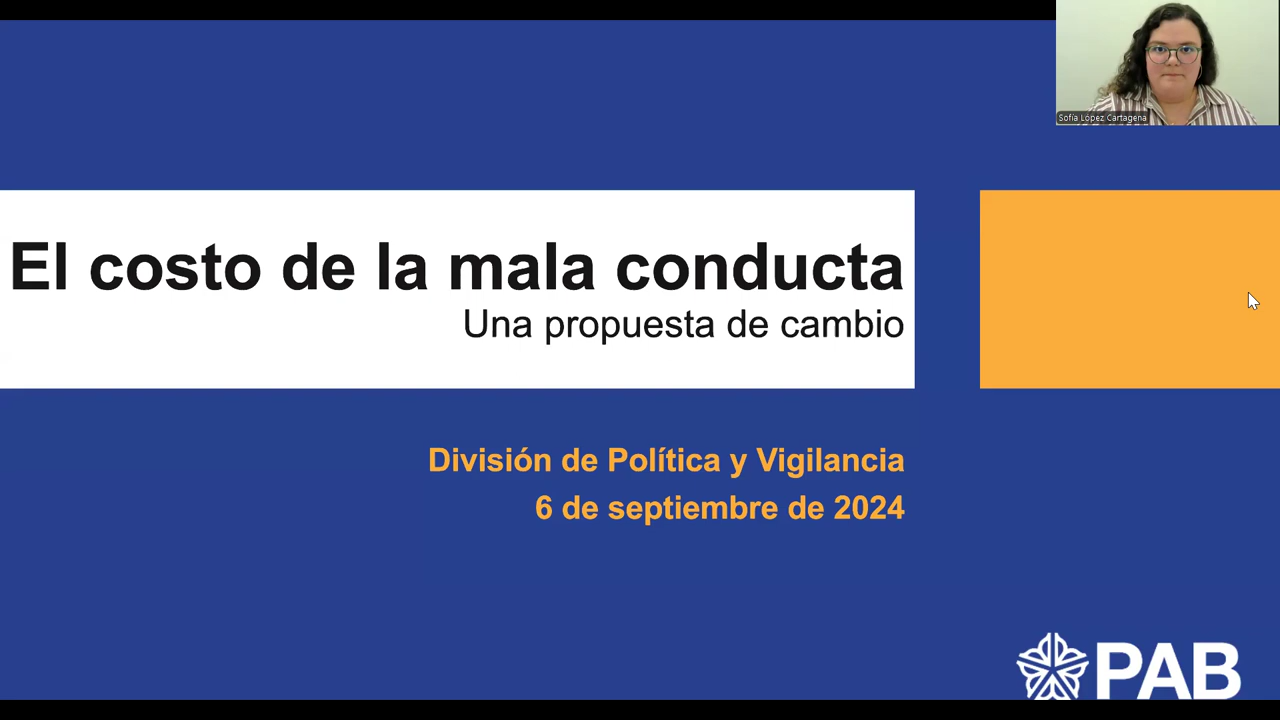 Sofía López Cartagena
El costo de la mala conducta
Una propuesta de cambio
División de Política y Vigilancia
6 de septiembre de 2024
PAB